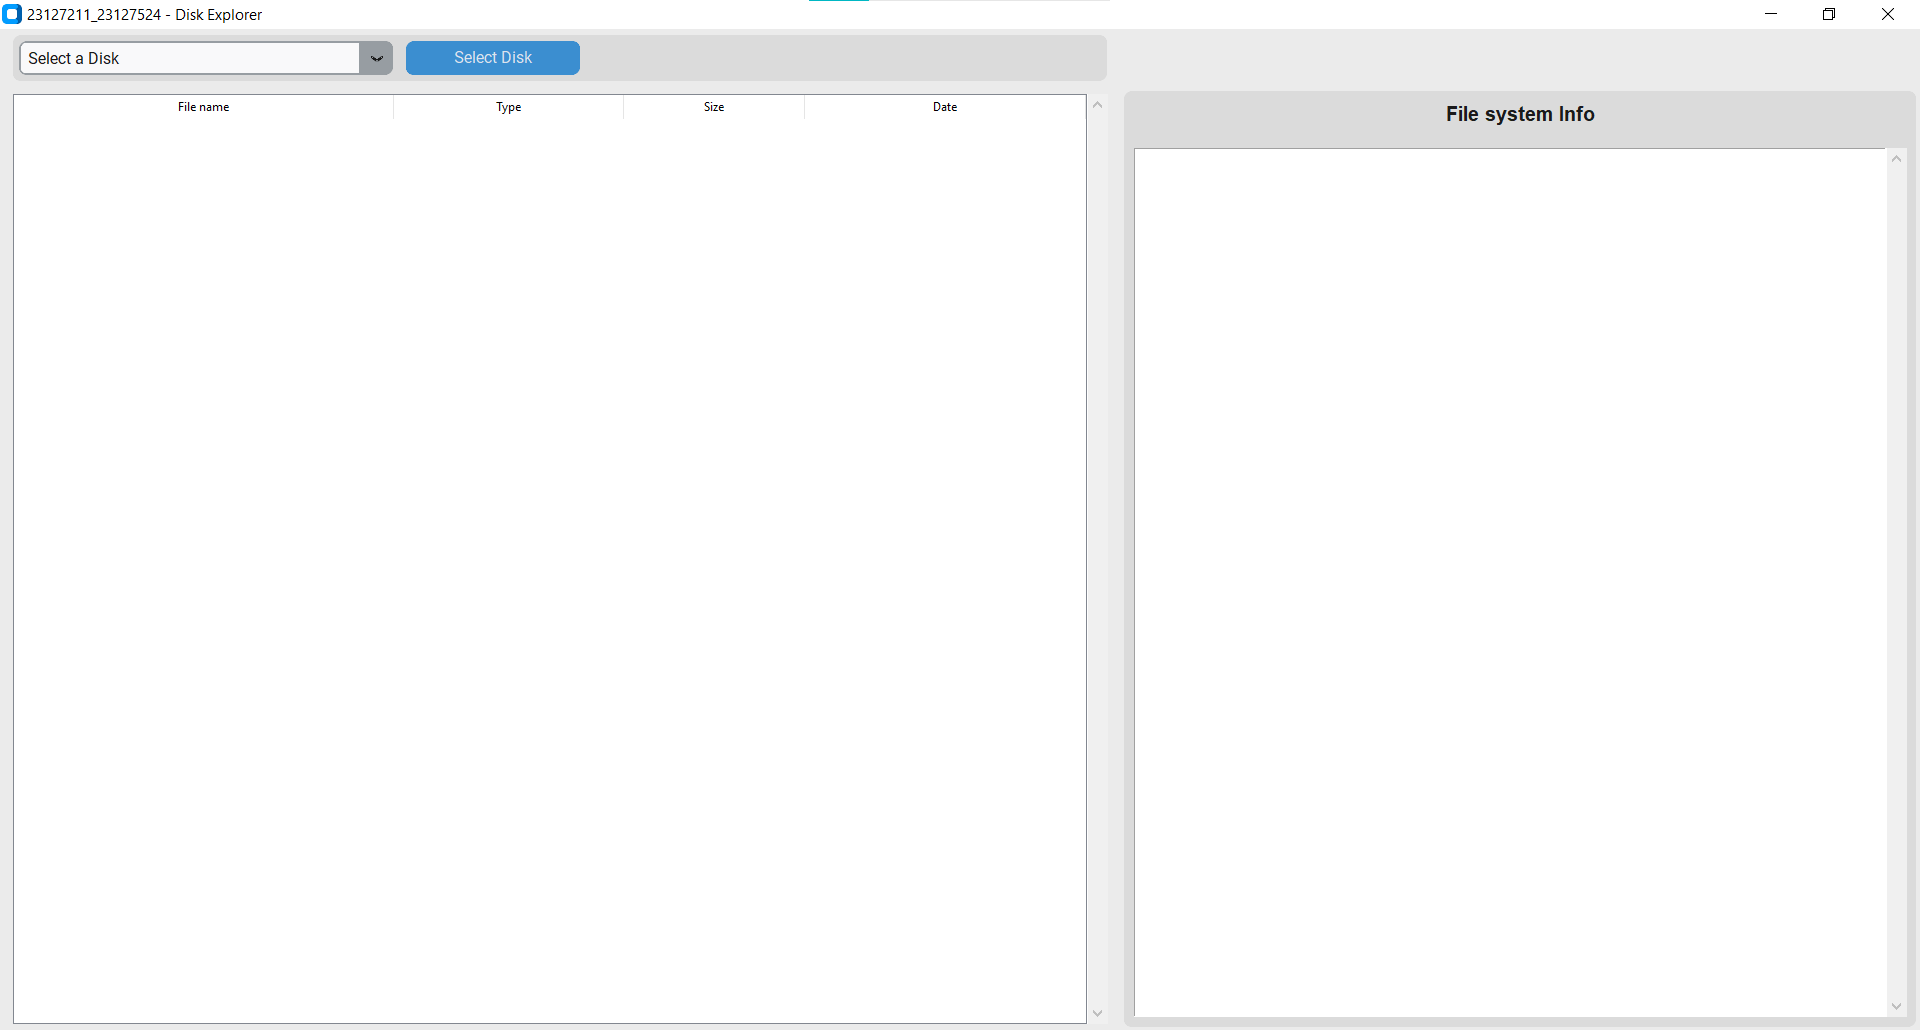 23127211_23127524 - Disk Explorer
Select a Disk
Select Disk
File name Type Size Date
File system Info